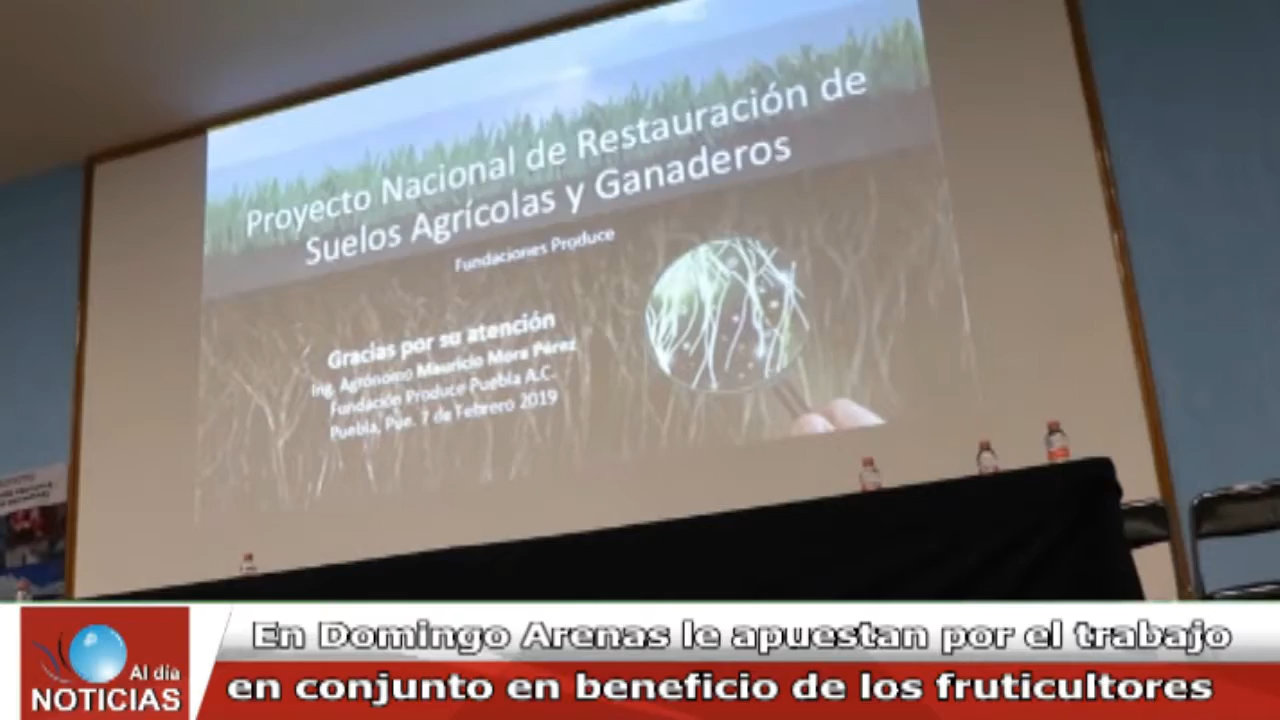 Proyecto Nacional de Restauración de
Suelos Agrícolas y Ganaderos
Fundaciones Produce
Gracias por su atención
Ing. Agrónomo Mauricio Mora Pérez
Fundación Produce Puebla A.C.
Puebla, Pue. 7 de Febrero 2019
Al día
NOTICIAS
En Domingo Arenas le apuestan por el trabajo
en conjunto en beneficio de los fruticultores